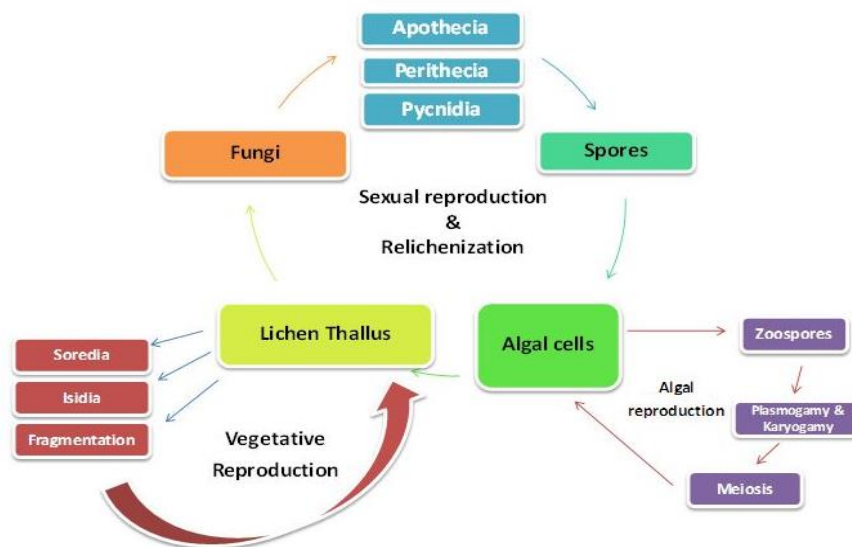 Apothecia
Perithecia
Pycnidia
Fungi
Spores
Sexual reproduction
&
Relichenization
Lichen Thallus
Algal cells
Zoospores
Soredia
Isidia
Fragmentation
Algal
reproduction
Plasmogamy &
Karyogamy
Vegetative
Reproduction
Meiosis